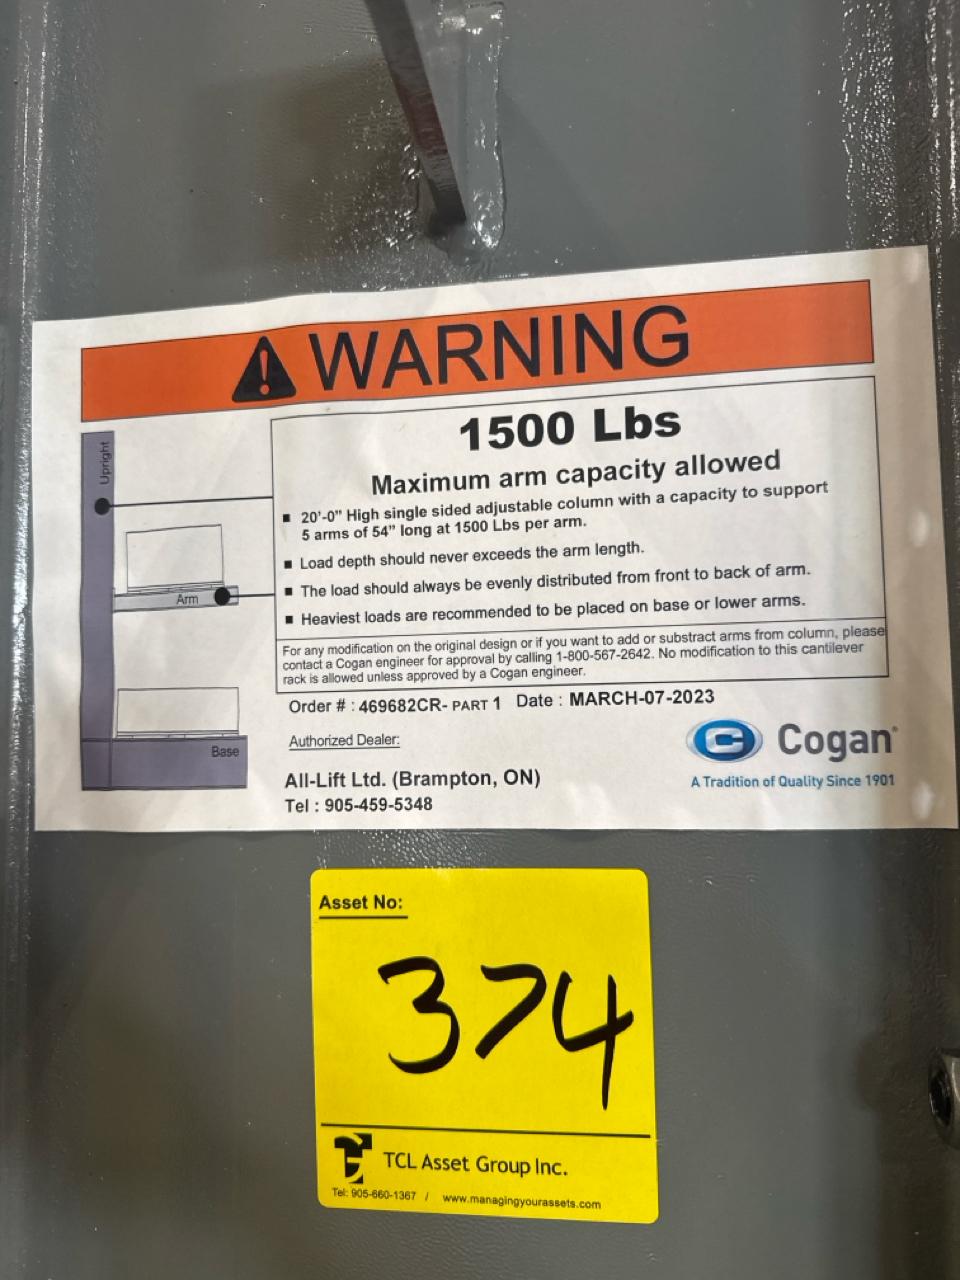 WARNING
Upright
Arm
Base
1500 Lbs
Maximum arm capacity allowed
▪ 20'-0" High single sided adjustable column with a capacity to support
5 arms of 54" long at 1500 Lbs per arm.
▪ Load depth should never exceeds the arm length.
▪ The load should always be evenly distributed from front to back of arm.
▪ Heaviest loads are recommended to be placed on base or lower arms.
For any modification on the original design or if you want to add or substract arms from column, please
contact a Cogan engineer for approval by calling 1-800-567-2642. No modification to this cantilever
rack is allowed unless approved by a Cogan engineer.
Order # : 469682CR- PART 1 Date : MARCH-07-2023
Authorized Dealer:
All-Lift Ltd. (Brampton, ON)
Tel : 905-459-5348
C Cogan
A Tradition of Quality Since 1901
Asset No:
374
TCL Asset Group Inc.
Tel: 905-660-1367 / www.managingyourassets.com